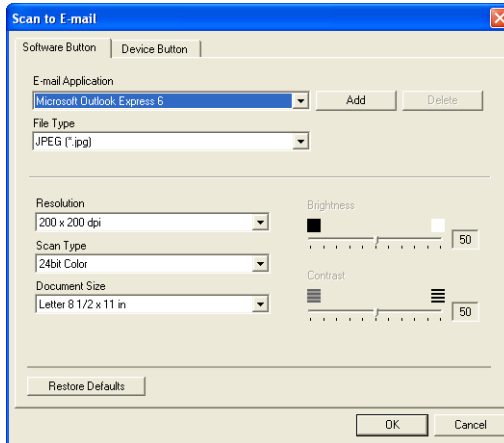 Scan to E-mail
Software Button Device Button
E-mail Application
Microsoft Outlook Express 6 Add Delete
File Type
JPEG (*.jpg)
Resolution Brightness
200 x 200 dpi
50
Scan Type
24bit Color
Contrast
Document Size
Letter 8 1/2 x 11 in
50
Restore Defaults
OK Cancel